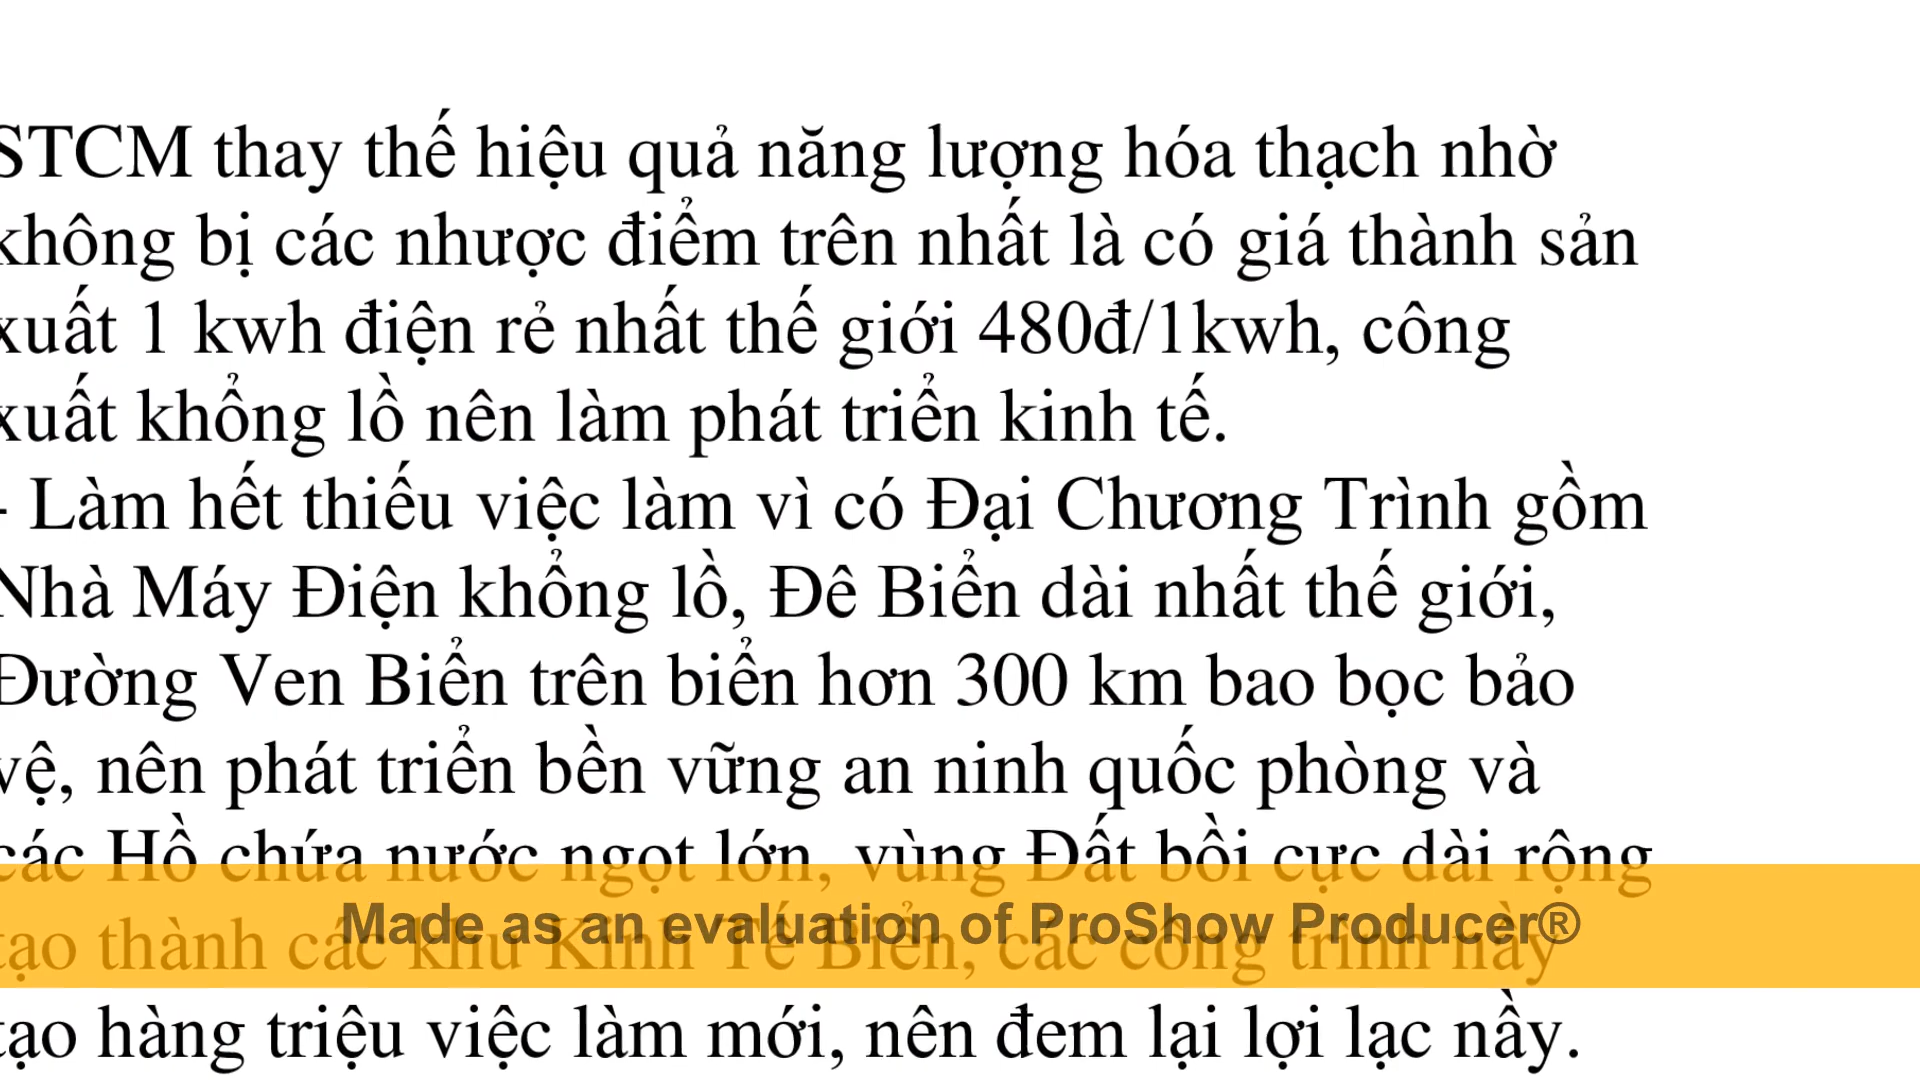 STCM thay thế hiệu quả năng lượng hóa thạch nhờ
không bị các nhược điểm trên nhất là có giá thành sản
xuất 1 kwh điện rẻ nhất thế giới 480đ/1kwh, công
xuất khổng lồ nên làm phát triển kinh tế.
- Làm hết thiếu việc làm vì có Đại Chương Trình gồm
Nhà Máy Điện khổng lồ, Đê Biển dài nhất thế giới,
Đường Ven Biển trên biển hơn 300 km bao bọc bảo
vệ, nên phát triển bền vững an ninh quốc phòng và
các Hồ chứa nước ngọt lớn, vùng Đất bồi cực dài rộng
tạo thành các khu Kinh Tế Biển, các công trình nầy
Made as an evaluation of ProShow Producer®
tạo hàng triệu việc làm mới, nên đem lại lợi lạc nầy.